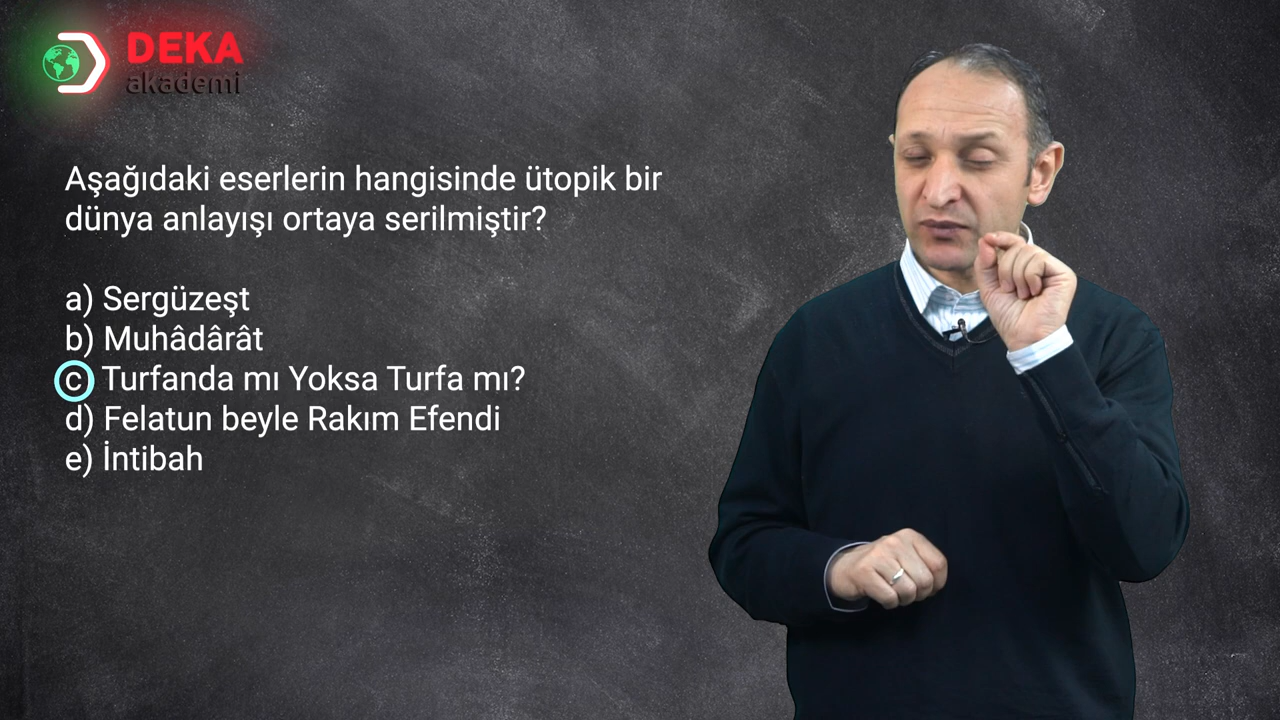 DEKA
akademi
Aşağıdaki eserlerin hangisinde ütopik bir
dünya anlayışı ortaya serilmiştir?
a) Sergüzeşt
b) Muhâdârât
c) Turfanda mı Yoksa Turfa mı?
d) Felatun beyle Rakım Efendi
e) İntibah